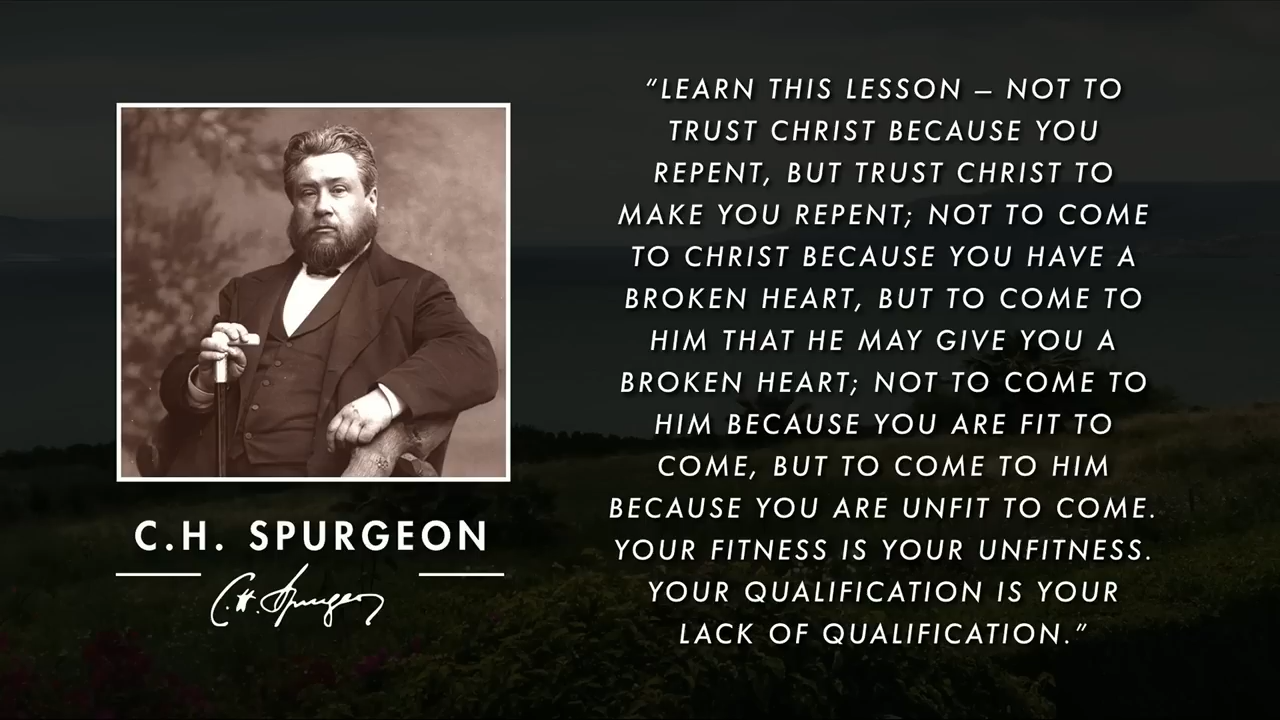 “LEARN THIS LESSON – NOT TO
TRUST CHRIST BECAUSE YOU
REPENT, BUT TRUST CHRIST TO
MAKE YOU REPENT; NOT TO COME
TO CHRIST BECAUSE YOU HAVE A
BROKEN HEART, BUT TO COME TO
HIM THAT HE MAY GIVE YOU A
BROKEN HEART; NOT TO COME TO
HIM BECAUSE YOU ARE FIT TO
COME, BUT TO COME TO HIM
BECAUSE YOU ARE UNFIT TO COME.
YOUR FITNESS IS YOUR UNFITNESS.
YOUR QUALIFICATION IS YOUR
LACK OF QUALIFICATION.”
C.H. SPURGEON
C. H. Spurgeon